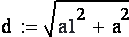 d := √(a1² + a²)